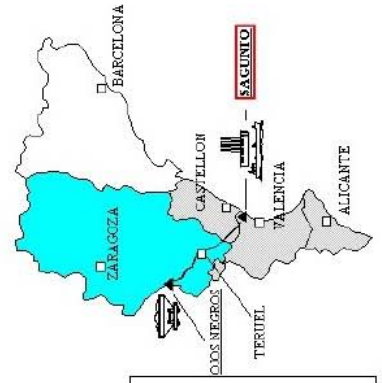 BARCELONA
ZARAGOZA
CASTELLON
SAGUNTO
OJOS NEGROS
VALENCIA
TERUEL
ALICANTE